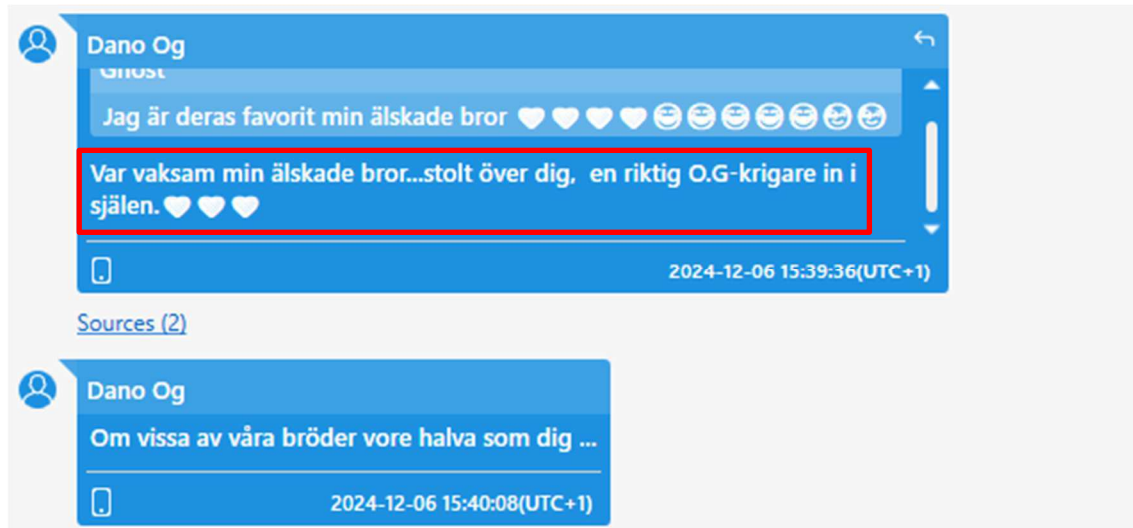 Dano Og
Ghost
Jag är deras favorit min älskade bror 🤍🤍🤍🤍😂😂😂😂😂😂😂
Var vaksam min älskade bror...stolt över dig,  en riktig O.G-krigare in i
själen.🤍🤍🤍
2024-12-06 15:39:36(UTC+1)
Sources (2)
Dano Og
Om vissa av våra bröder vore halva som dig ...
2024-12-06 15:40:08(UTC+1)